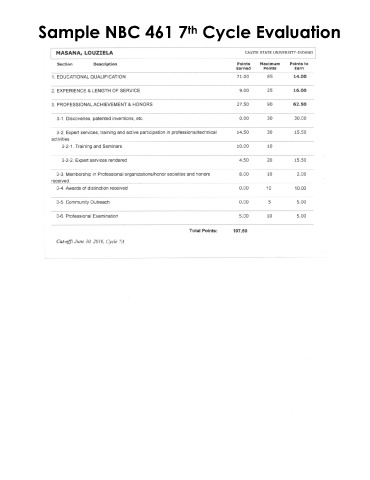 Sample NBC 461 7th Cycle Evaluation
MASANA, LOUZIELA CAVITE STATE UNIVERSITY-INDANG
Section Description Points Earned Maximum Points Points to Earn
1. EDUCATIONAL QUALIFICATION 71.00 85 14.00
2. EXPERIENCE & LENGTH OF SERVICE 9.00 25 16.00
3. PROFESSIONAL ACHIEVEMENT & HONORS 27.50 90 62.50
3-1. Discoveries, patented inventions, etc. 0.00 30 30.00
3-2. Expert services, training and active participation in professional/technical 14.50 30 15.50
activities
3-2-1. Training and Seminars 10.00 10
3-2-2. Expert services rendered 4.50 20 15.50
3-3. Membership in Professional organizations/honor societies and honors 8.00 10 2.00
received
3-4. Awards of distinction received 0.00 10.00
3-5. Community Outreach 0.00 5 5.00
3-6. Professional Examination 5.00 10 5.00
Total Points: 107.50
Cut-off: June 30, 2016, Cycle 7A